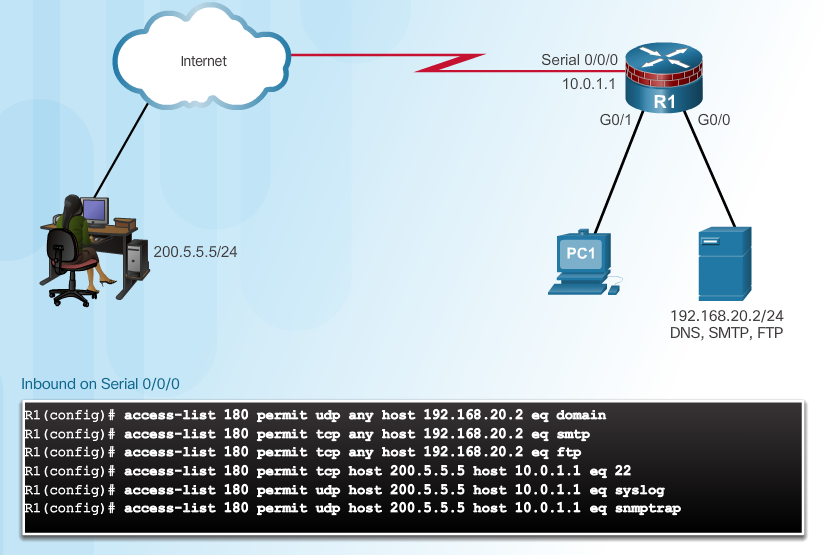 Internet
Serial 0/0/0
10.0.1.1
R1
G0/1
G0/0
200.5.5.5/24
PC1
192.168.20.2/24
DNS, SMTP, FTP
Inbound on Serial 0/0/0
R1(config)# access-list 180 permit udp any host 192.168.20.2 eq domain
R1(config)# access-list 180 permit tcp any host 192.168.20.2 eq smtp
R1(config)# access-list 180 permit tcp any host 192.168.20.2 eq ftp
R1(config)# access-list 180 permit tcp host 200.5.5.5 host 10.0.1.1 eq 22
R1(config)# access-list 180 permit udp host 200.5.5.5 host 10.0.1.1 eq syslog
R1(config)# access-list 180 permit udp host 200.5.5.5 host 10.0.1.1 eq snmptrap